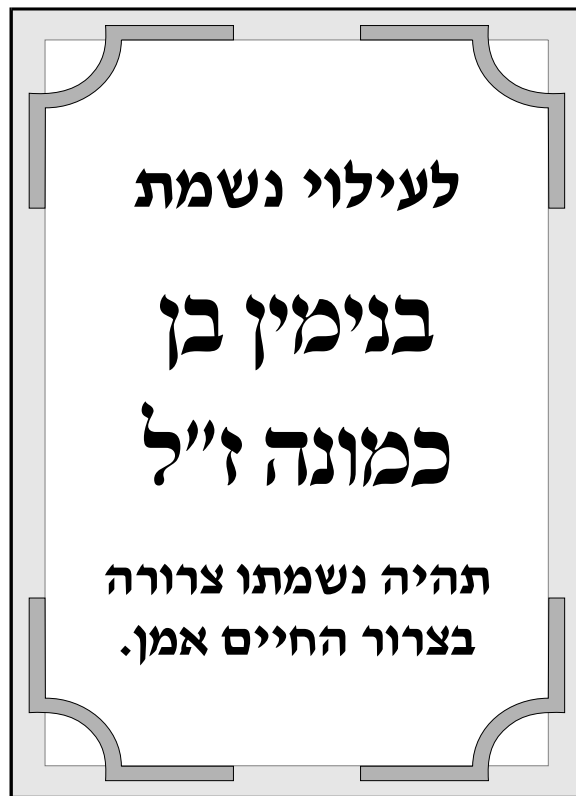 לעילוי נשמת
בנימין בן
כמונה ז"ל
תהיה נשמתו צרורה
בצרור החיים אמן.